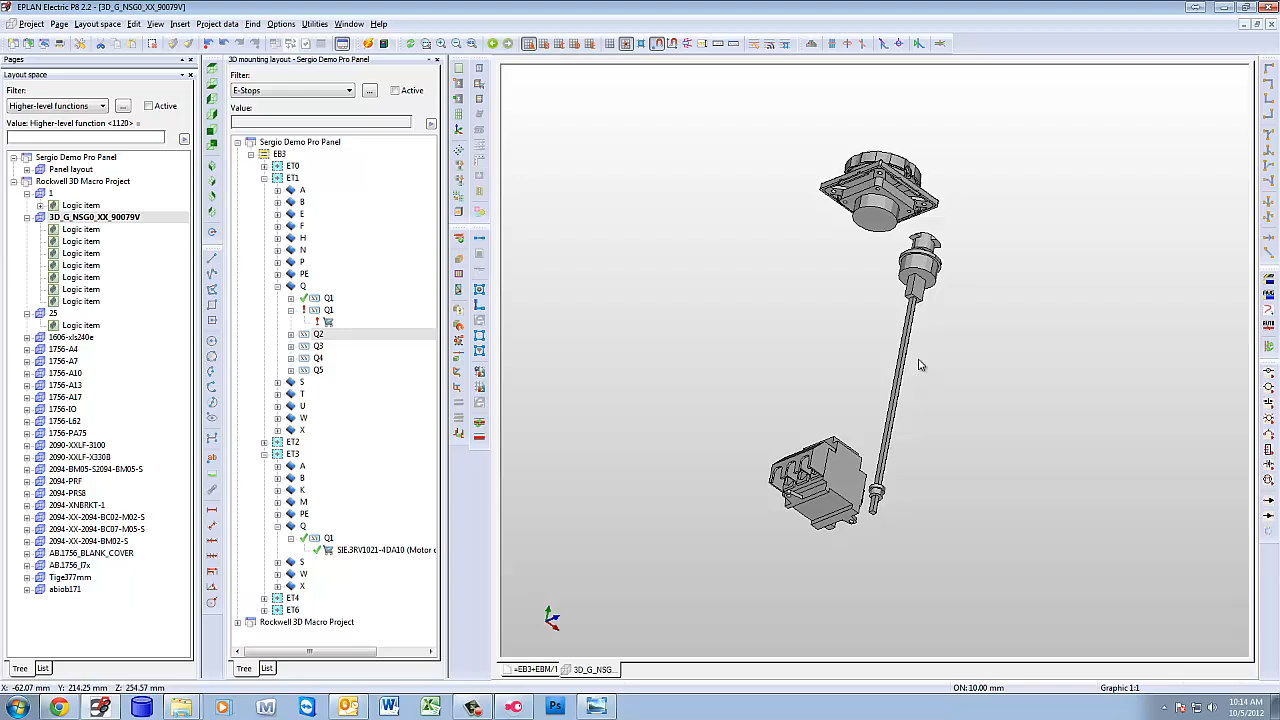 EPLAN Electric P8 2.2 - [3D_G_NSG0_XX_90079V]
Project Page Layout space Edit View Insert Project data Find Options Utilities Window Help
Pages
Layout space
Filter:
Higher-level functions
...
Active
Value: Higher-level function <1120> =
Sergio Demo Pro Panel
Panel layout
Rockwell 3D Macro Project
1
Logic item
3D_G_NSG0_XX_90079V
Logic item
Logic item
Logic item
Logic item
Logic item
Logic item
Logic item
25
Logic item
1606-xls240e
1756-A4
1756-A7
1756-A10
1756-A13
1756-A17
1756-IO
1756-L62
1756-PA75
2090-XXLF-3100
2090-XXLF-X330B
2094-BM05-S2094-BM05-S
2094-PRF
2094-PRS8
2094-XNBRKT-1
2094-XX-2094-BC02-M02-S
2094-XX-2094-BC07-M05-S
2094-XX-2094-BM02-S
AB.1756_BLANK_COVER
AB.1756_I7x
Tige377mm
abiob171
Tree List
3D mounting layout - Sergio Demo Pro Panel
Filter:
E-Stops
...
Active
Value:
Sergio Demo Pro Panel
EB3
ET0
ET1
A
B
E
F
H
N
P
PE
Q
Q1
Q1
Q2
Q3
Q4
Q5
S
T
U
W
X
ET2
ET3
A
B
K
M
PE
Q
Q1
SIE.3RV1021-4DA10 (Motor
S
W
X
ET4
ET6
Rockwell 3D Macro Project
Tree List
=EB3+EBM/1 3D_G_NSG...
X: -62.07 mm Y: 214.25 mm Z: 254.57 mm
ON: 10.00 mm
Graphic 1:1
10:14 AM
10/5/2012